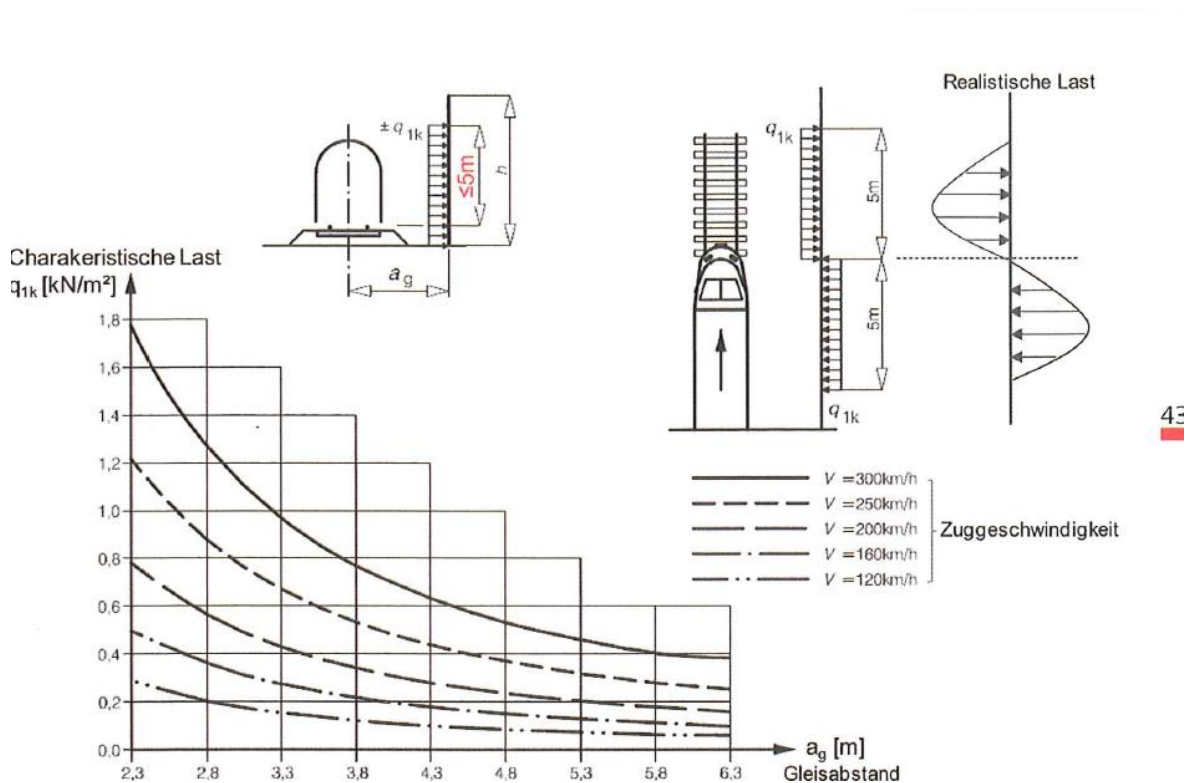 Realistische Last
± q1k
≤5m
h
ag
q1k
5m
5m
q1k
43
Charakeristische Last
q1k [kN/m²]
1,8
1,6
1,4
1,2
1,0
0,8
0,6
0,4
0,2
0,0
2,3 2,8 3,3 3,8 4,3 4,8 5,3 5,8 6,3
ag [m]
Gleisabstand
V =300km/h
V =250km/h
V =200km/h
V =160km/h
V =120km/h
Zuggeschwindigkeit